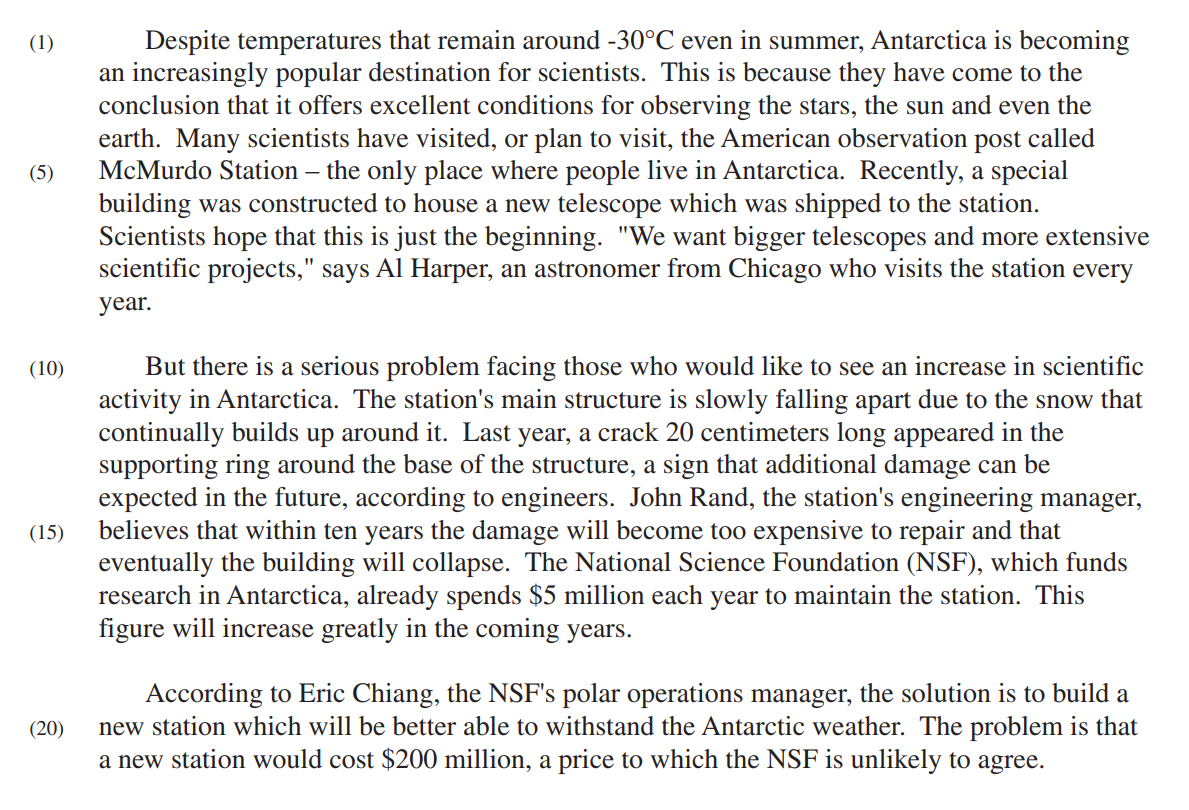 (1) Despite temperatures that remain around -30°C even in summer, Antarctica is becoming
an increasingly popular destination for scientists. This is because they have come to the
conclusion that it offers excellent conditions for observing the stars, the sun and even the
earth. Many scientists have visited, or plan to visit, the American observation post called
(5) McMurdo Station – the only place where people live in Antarctica. Recently, a special
building was constructed to house a new telescope which was shipped to the station.
Scientists hope that this is just the beginning. "We want bigger telescopes and more extensive
scientific projects," says Al Harper, an astronomer from Chicago who visits the station every
year.
(10) But there is a serious problem facing those who would like to see an increase in scientific
activity in Antarctica. The station's main structure is slowly falling apart due to the snow that
continually builds up around it. Last year, a crack 20 centimeters long appeared in the
supporting ring around the base of the structure, a sign that additional damage can be
expected in the future, according to engineers. John Rand, the station's engineering manager,
(15) believes that within ten years the damage will become too expensive to repair and that
eventually the building will collapse. The National Science Foundation (NSF), which funds
research in Antarctica, already spends $5 million each year to maintain the station. This
figure will increase greatly in the coming years.
According to Eric Chiang, the NSF's polar operations manager, the solution is to build a
(20) new station which will be better able to withstand the Antarctic weather. The problem is that
a new station would cost $200 million, a price to which the NSF is unlikely to agree.